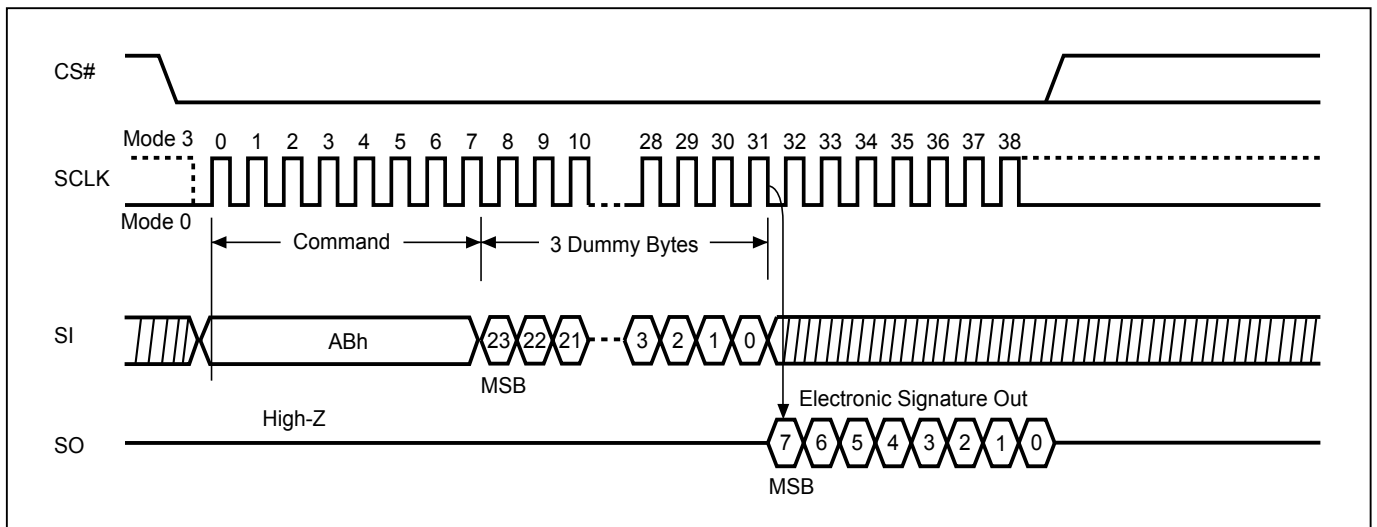 CS#
Mode 3 0 1 2 3 4 5 6 7 8 9 10 28 29 30 31 32 33 34 35 36 37 38
SCLK
Mode 0
Command 3 Dummy Bytes
SI ABh 23 22 21 3 2 1 0
MSB
Electronic Signature Out
High-Z
SO 7 6 5 4 3 2 1 0
MSB